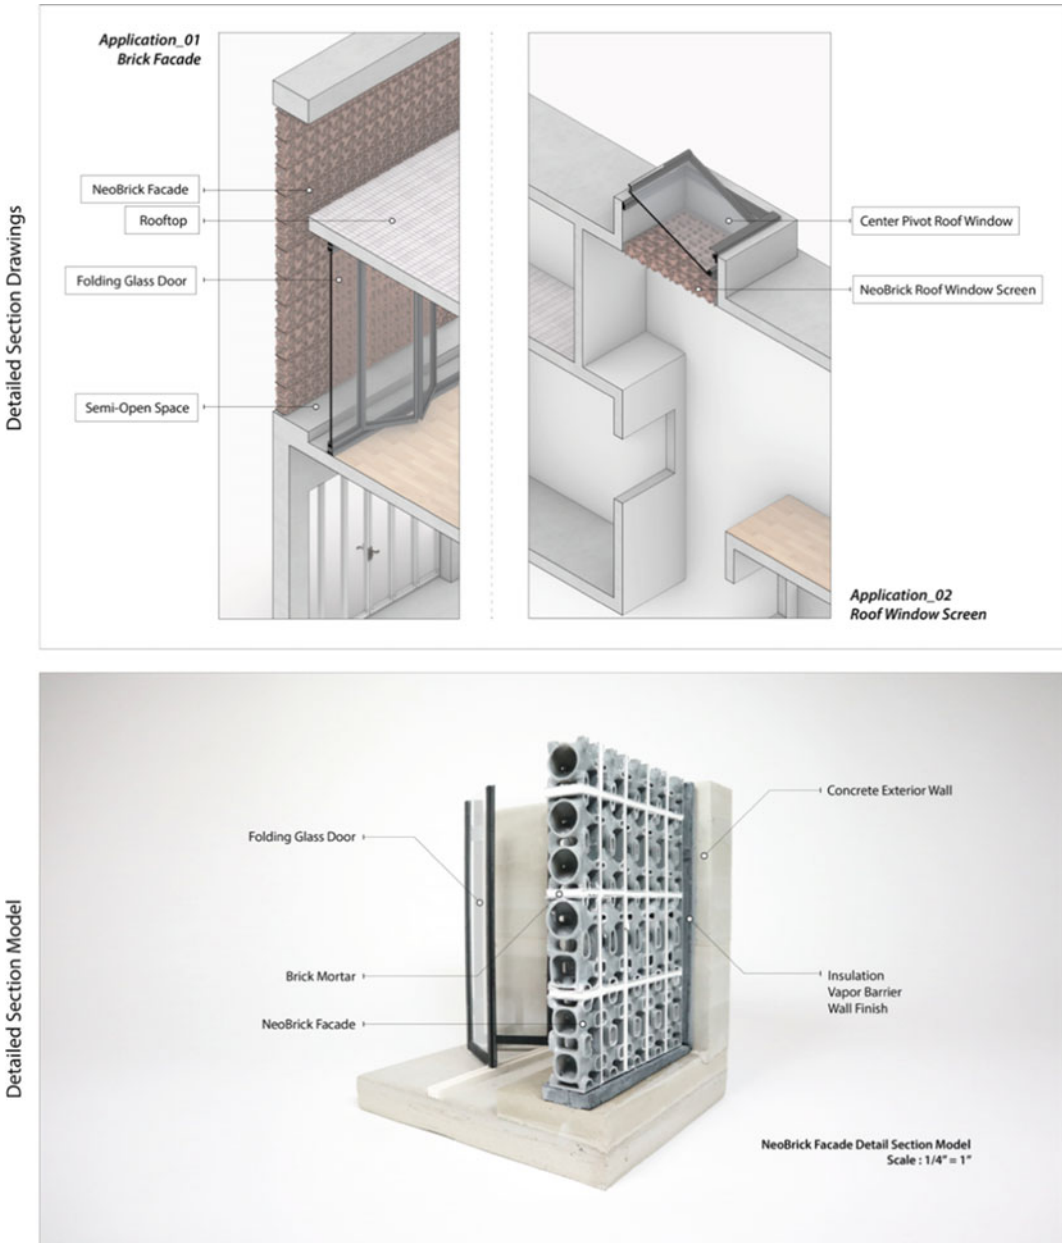 Detailed Section Drawings
Application_01
Brick Facade
NeoBrick Facade
Rooftop
Folding Glass Door
Semi-Open Space
Center Pivot Roof Window
NeoBrick Roof Window Screen
Application_02
Roof Window Screen
Detailed Section Model
Folding Glass Door
Brick Mortar
NeoBrick Facade
Concrete Exterior Wall
Insulation
Vapor Barrier
Wall Finish
NeoBrick Facade Detail Section Model
Scale : 1/4" = 1"